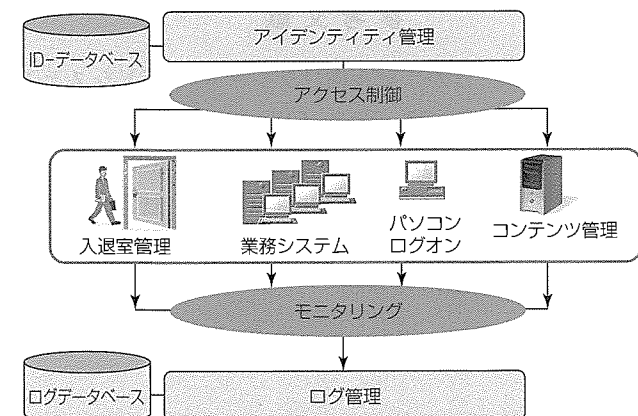 アイデンティティ管理
ID-データベース
アクセス制御
入退室管理
業務システム
パソコン
ログオン
コンテンツ管理
モニタリング
ログデータベース
ログ管理